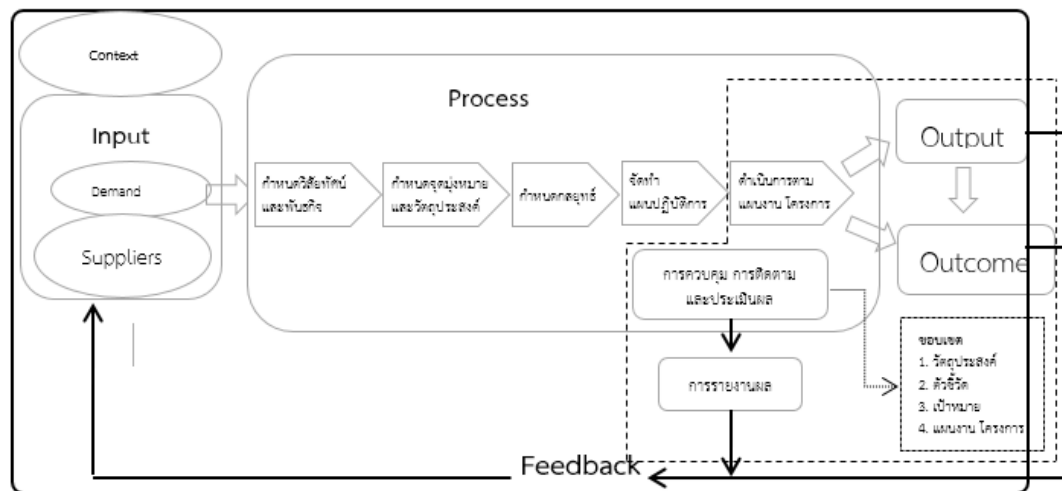 Context
Input
Demand
Suppliers
Process
กำหนดวิสัยทัศน์
และพันธกิจ
กำหนดจุดมุ่งหมาย
และวัตถุประสงค์
กำหนดกลยุทธ์
จัดทำ
แผนปฏิบัติการ
ดำเนินการตาม
แผนงาน โครงการ
การควบคุม การติดตาม
และประเมินผล
การรายงานผล
Output
Outcome
ขอบเขต
1. วัตถุประสงค์
2. ตัวชี้วัด
3. เป้าหมาย
4. แผนงาน โครงการ
Feedback